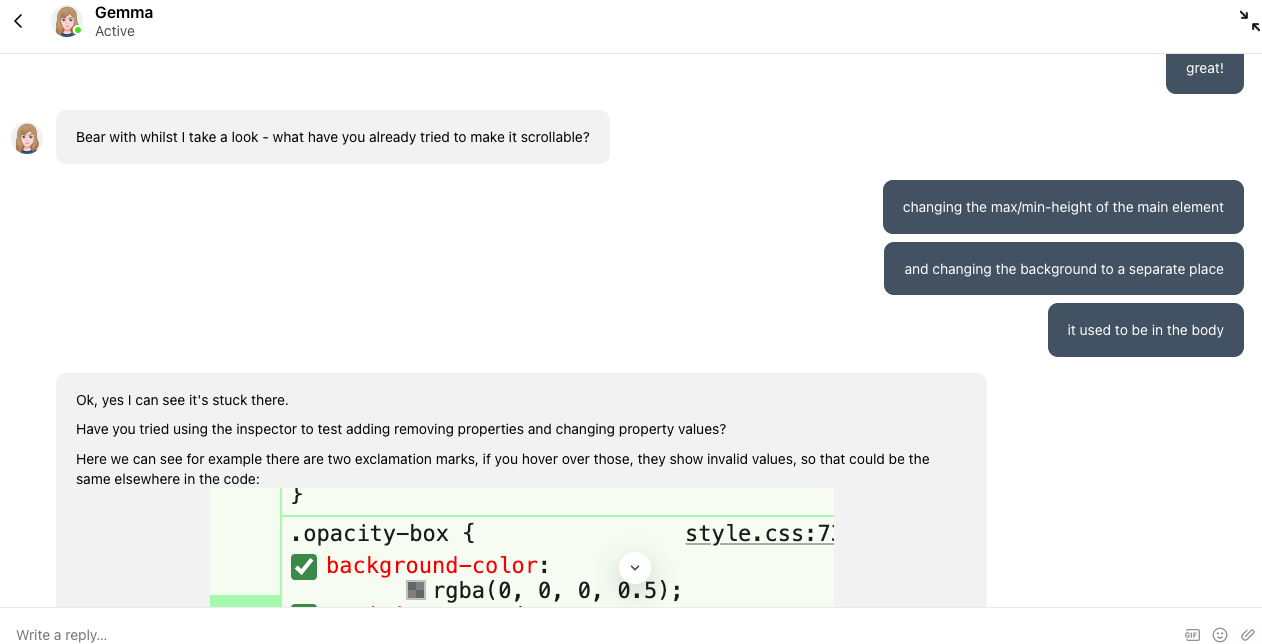 Gemma
Active
great!
Bear with whilst I take a look - what have you already tried to make it scrollable?
changing the max/min-height of the main element
and changing the background to a separate place
it used to be in the body
Ok, yes I can see it's stuck there.
Have you tried using the inspector to test adding removing properties and changing property values?
Here we can see for example there are two exclamation marks, if you hover over those, they show invalid values, so that could be the
same elsewhere in the code:
}
.opacity-box { style.css:73
background-color:
rgba(0, 0, 0, 0.5);
Write a reply...
GIF